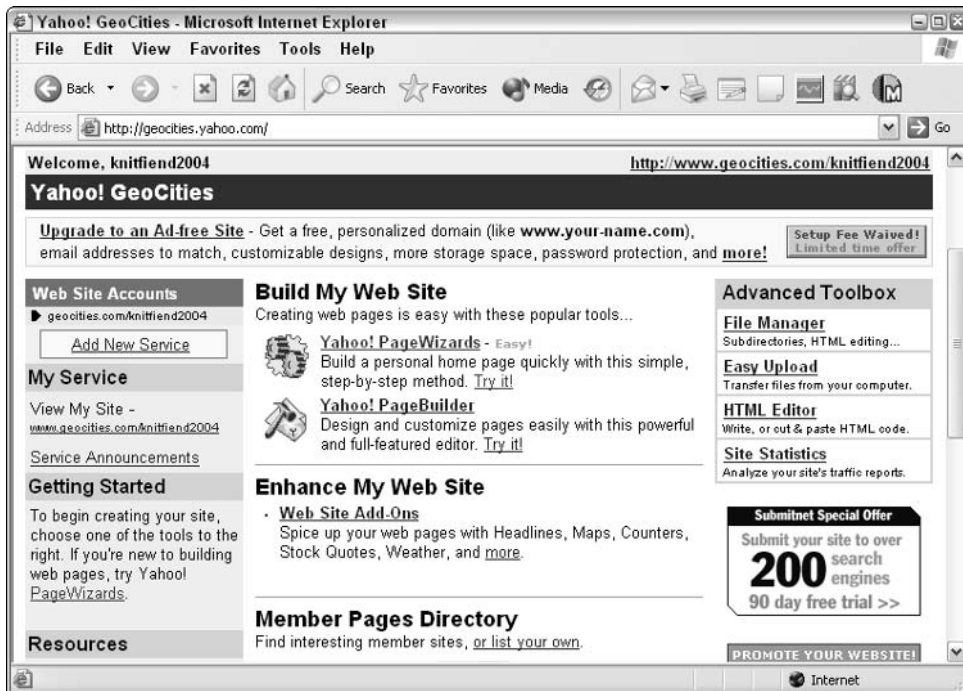 Yahoo! GeoCities - Microsoft Internet Explorer
File Edit View Favorites Tools Help
Back Search Favorites Media
Address http://geocities.yahoo.com/ Go
Welcome, knitfiend2004 http://www.geocities.com/knitfiend2004
Yahoo! GeoCities
Upgrade to an Ad-free Site - Get a free, personalized domain (like www.your-name.com),
email addresses to match, customizable designs, more storage space, password protection, and more!
Setup Fee Waived!
Limited time offer
Web Site Accounts
geocities.com/knitfiend2004
Add New Service
My Service
View My Site -
www.geocities.com/knitfiend2004
Service Announcements
Getting Started
To begin creating your site,
choose one of the tools to the
right. If you're new to building
web pages, try Yahoo!
PageWizards.
Resources
Build My Web Site
Creating web pages is easy with these popular tools...
Yahoo! PageWizards - Easy!
Build a personal home page quickly with this simple,
step-by-step method. Try it!
Yahoo! PageBuilder
Design and customize pages easily with this powerful
and full-featured editor. Try it!
Enhance My Web Site
· Web Site Add-Ons
Spice up your web pages with Headlines, Maps, Counters,
Stock Quotes, Weather, and more.
Member Pages Directory
Find interesting member sites, or list your own.
Advanced Toolbox
File Manager
Subdirectories, HTML editing...
Easy Upload
Transfer files from your computer.
HTML Editor
Write, or cut & paste HTML code.
Site Statistics
Analyze your site's traffic reports.
Submitnet Special Offer
Submit your site to over
200 search
engines
90 day free trial >>
PROMOTE YOUR WEBSITE!
Internet